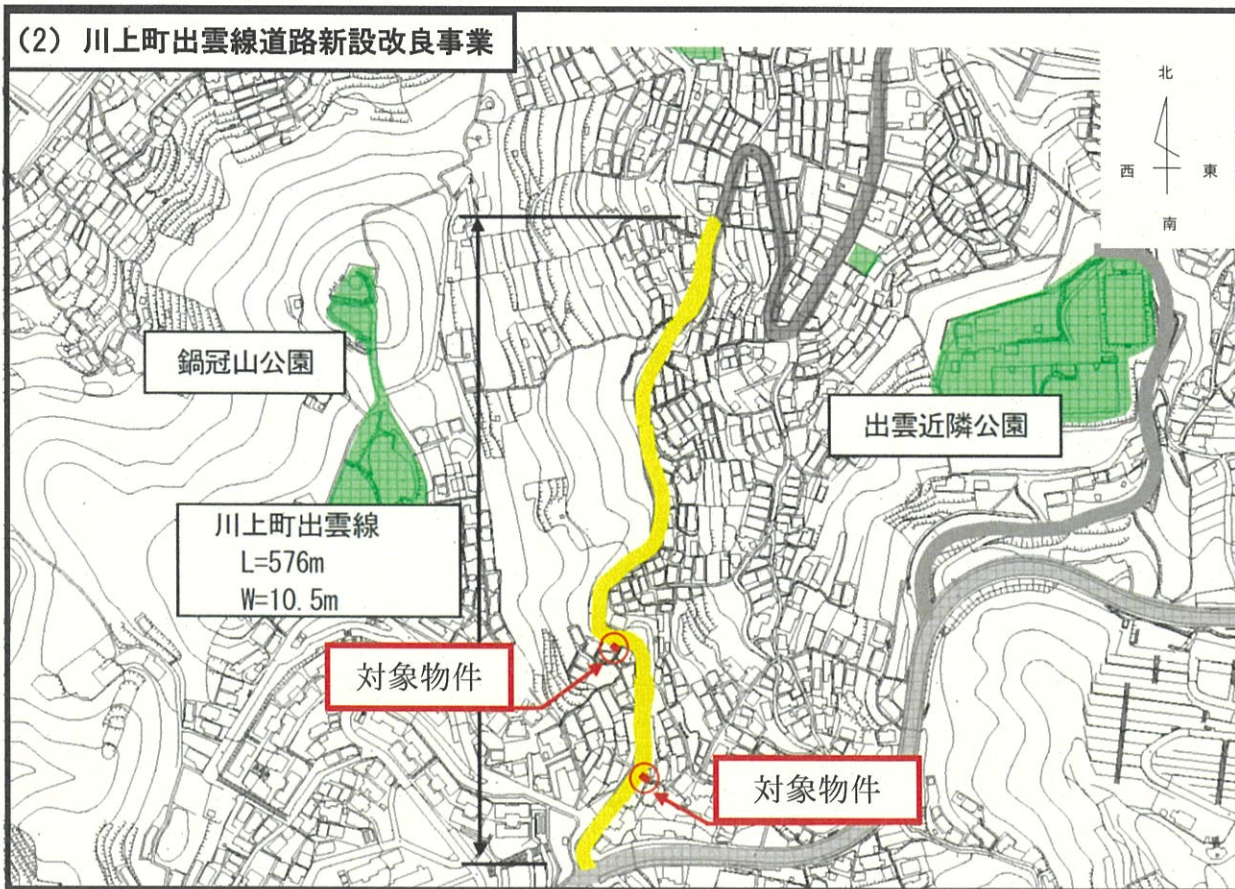 (2) 川上町出雲線道路新設改良事業
北
西
東
南
鍋冠山公園
出雲近隣公園
川上町出雲線
L=576m
W=10.5m
対象物件
対象物件